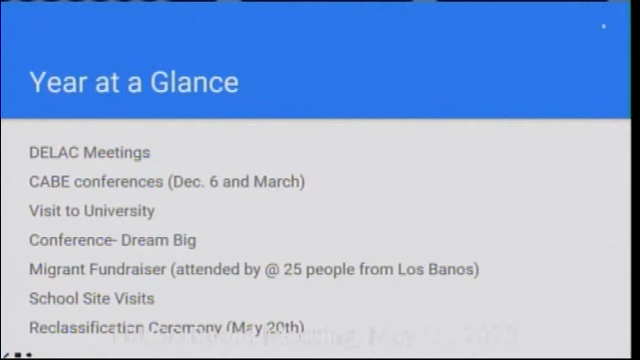 Year at a Glance
DELAC Meetings
CABE conferences (Dec. 6 and March)
Visit to University
Conference- Dream Big
Migrant Fundraiser (attended by @ 25 people from Los Banos)
School Site Visits
Reclassification Ceremony (May 20th)